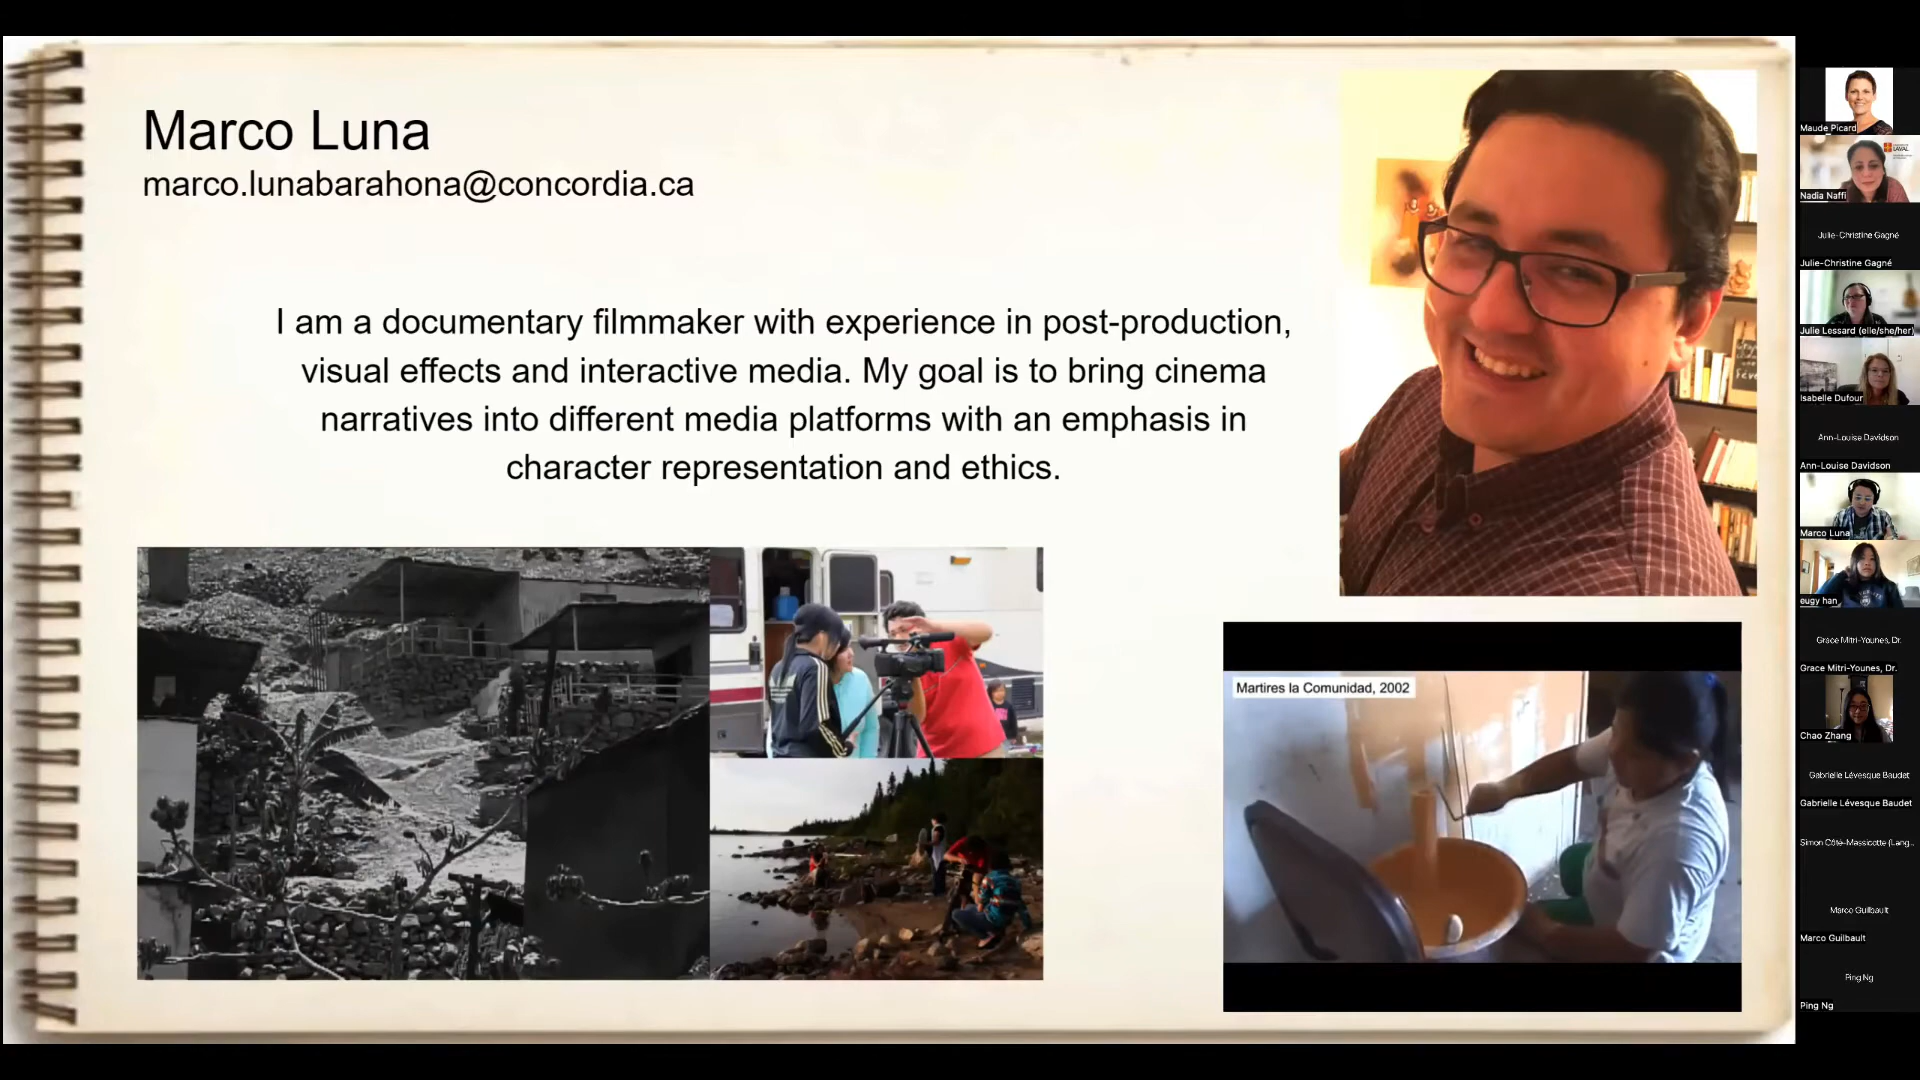 Marco Luna
marco.lunabarahona@concordia.ca
I am a documentary filmmaker with experience in post-production,
visual effects and interactive media. My goal is to bring cinema
narratives into different media platforms with an emphasis in
character representation and ethics.
Martires la Comunidad, 2002
Maude Picard
LAVAL
Nadia Naffi
Julie-Christine Gagné
Julie-Christine Gagné
Julie Lessard (elle/she/her)
Isabelle Dufour
Ann-Louise Davidson
Ann-Louise Davidson
Marco Luna
eugy han
Grace Mitri-Younes, Dr.
Grace Mitri-Younes, Dr.
Chao Zhang
Gabrielle Lévesque Baudet
Gabrielle Lévesque Baudet
Simon Côté-Massicotte (Lang...
Marco Guilbault
Marco Guilbault
Ping Ng
Ping Ng